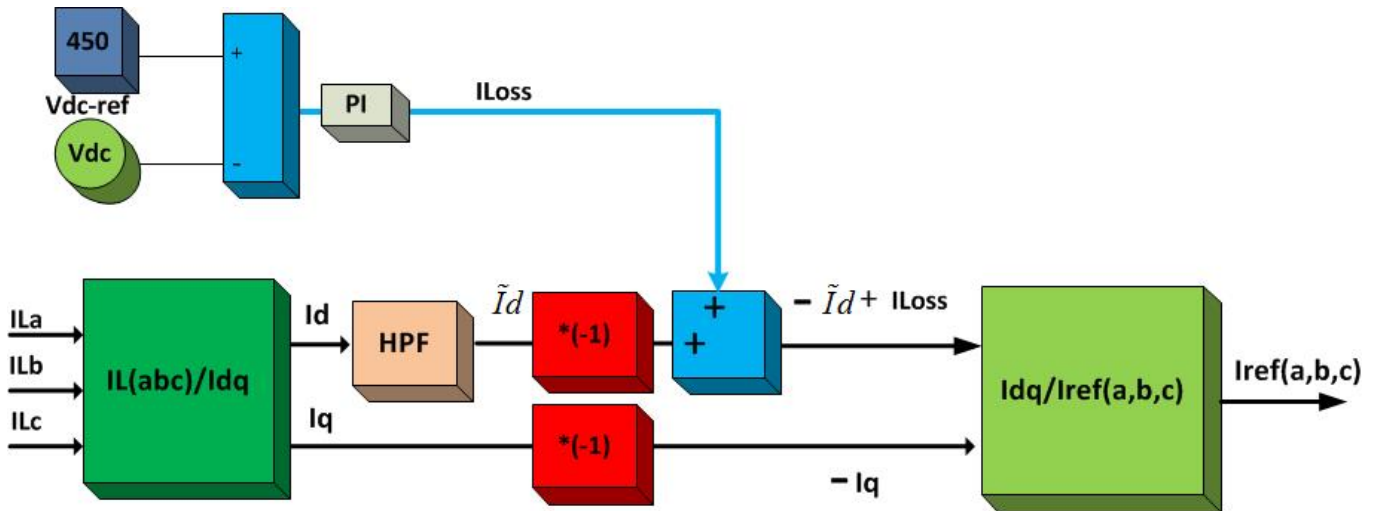 450
Vdc-ref
Vdc
+
-
PI
ILoss
ILa
ILb
ILc
IL(abc)/Idq
Id
HPF
Ĩd
*(-1)
+
+
− Ĩd + ILoss
Iq
*(-1)
− Iq
Idq/Iref(a,b,c)
Iref(a,b,c)